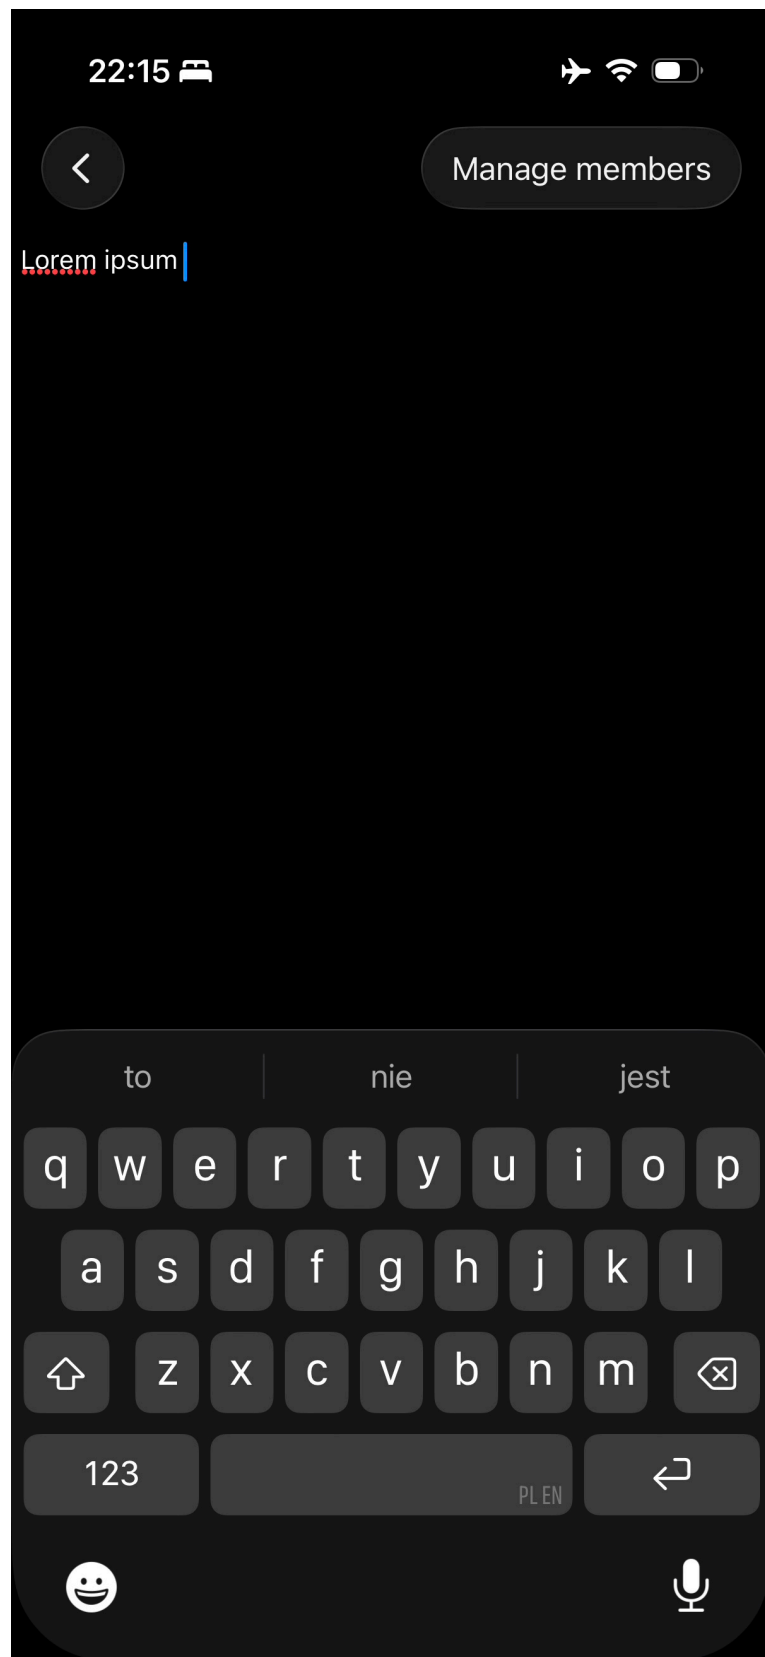 22:15
Manage members
Lorem ipsum
to nie jest
q w e r t y u i o p
a s d f g h j k l
z x c v b n m
123
PL EN